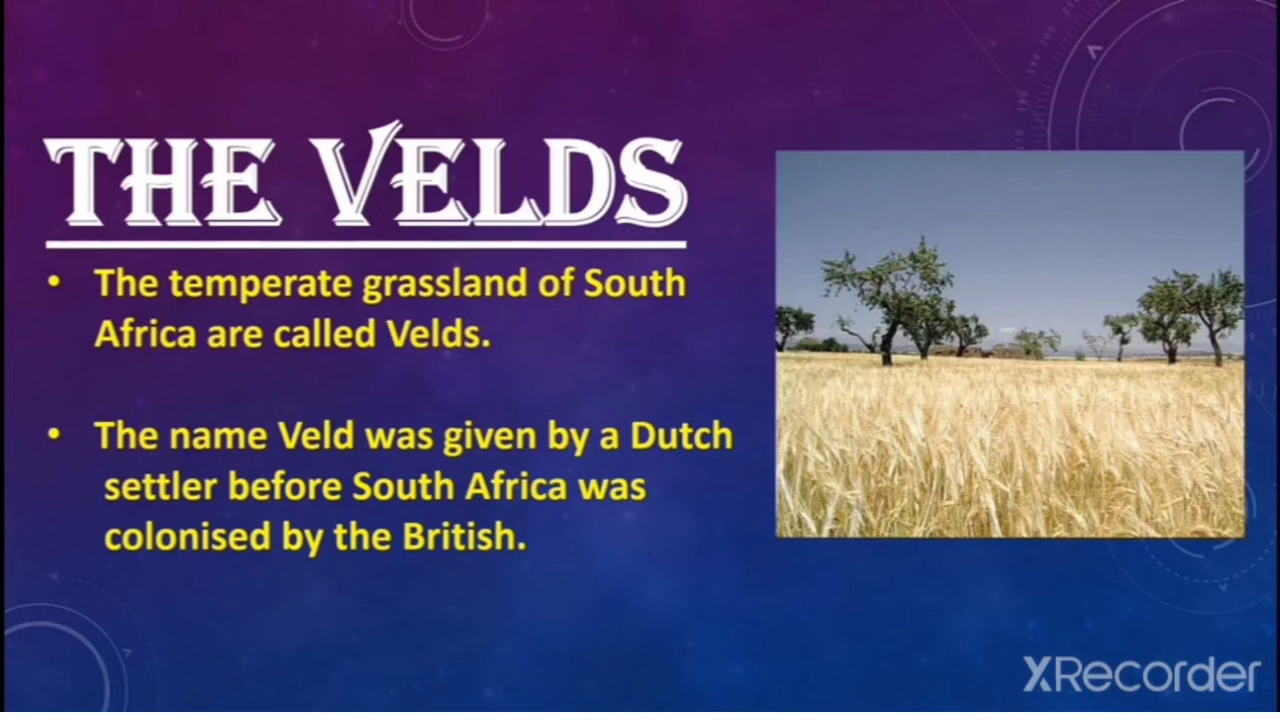 THE VELDS
• The temperate grassland of South
Africa are called Velds.
• The name Veld was given by a Dutch
settler before South Africa was
colonised by the British.
XRecorder